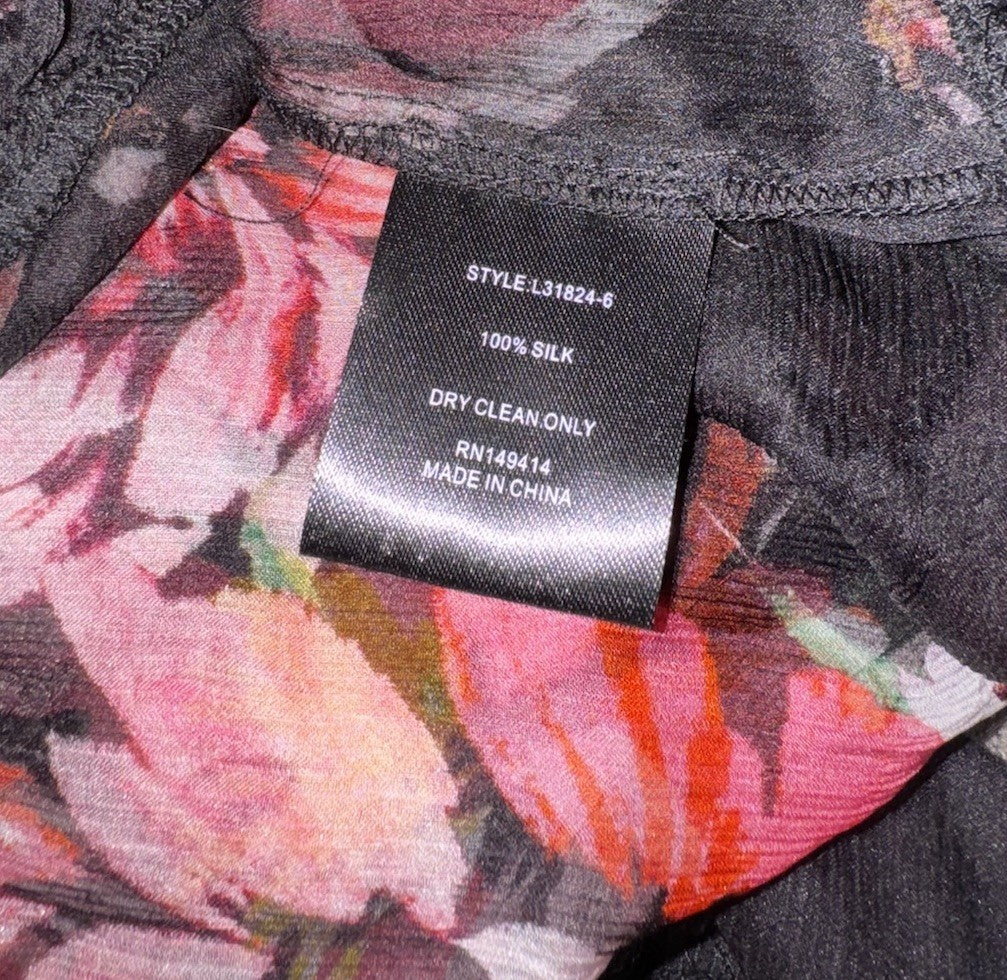 STYLE:L31824-6
100% SILK
DRY CLEAN ONLY
RN149414
MADE IN CHINA